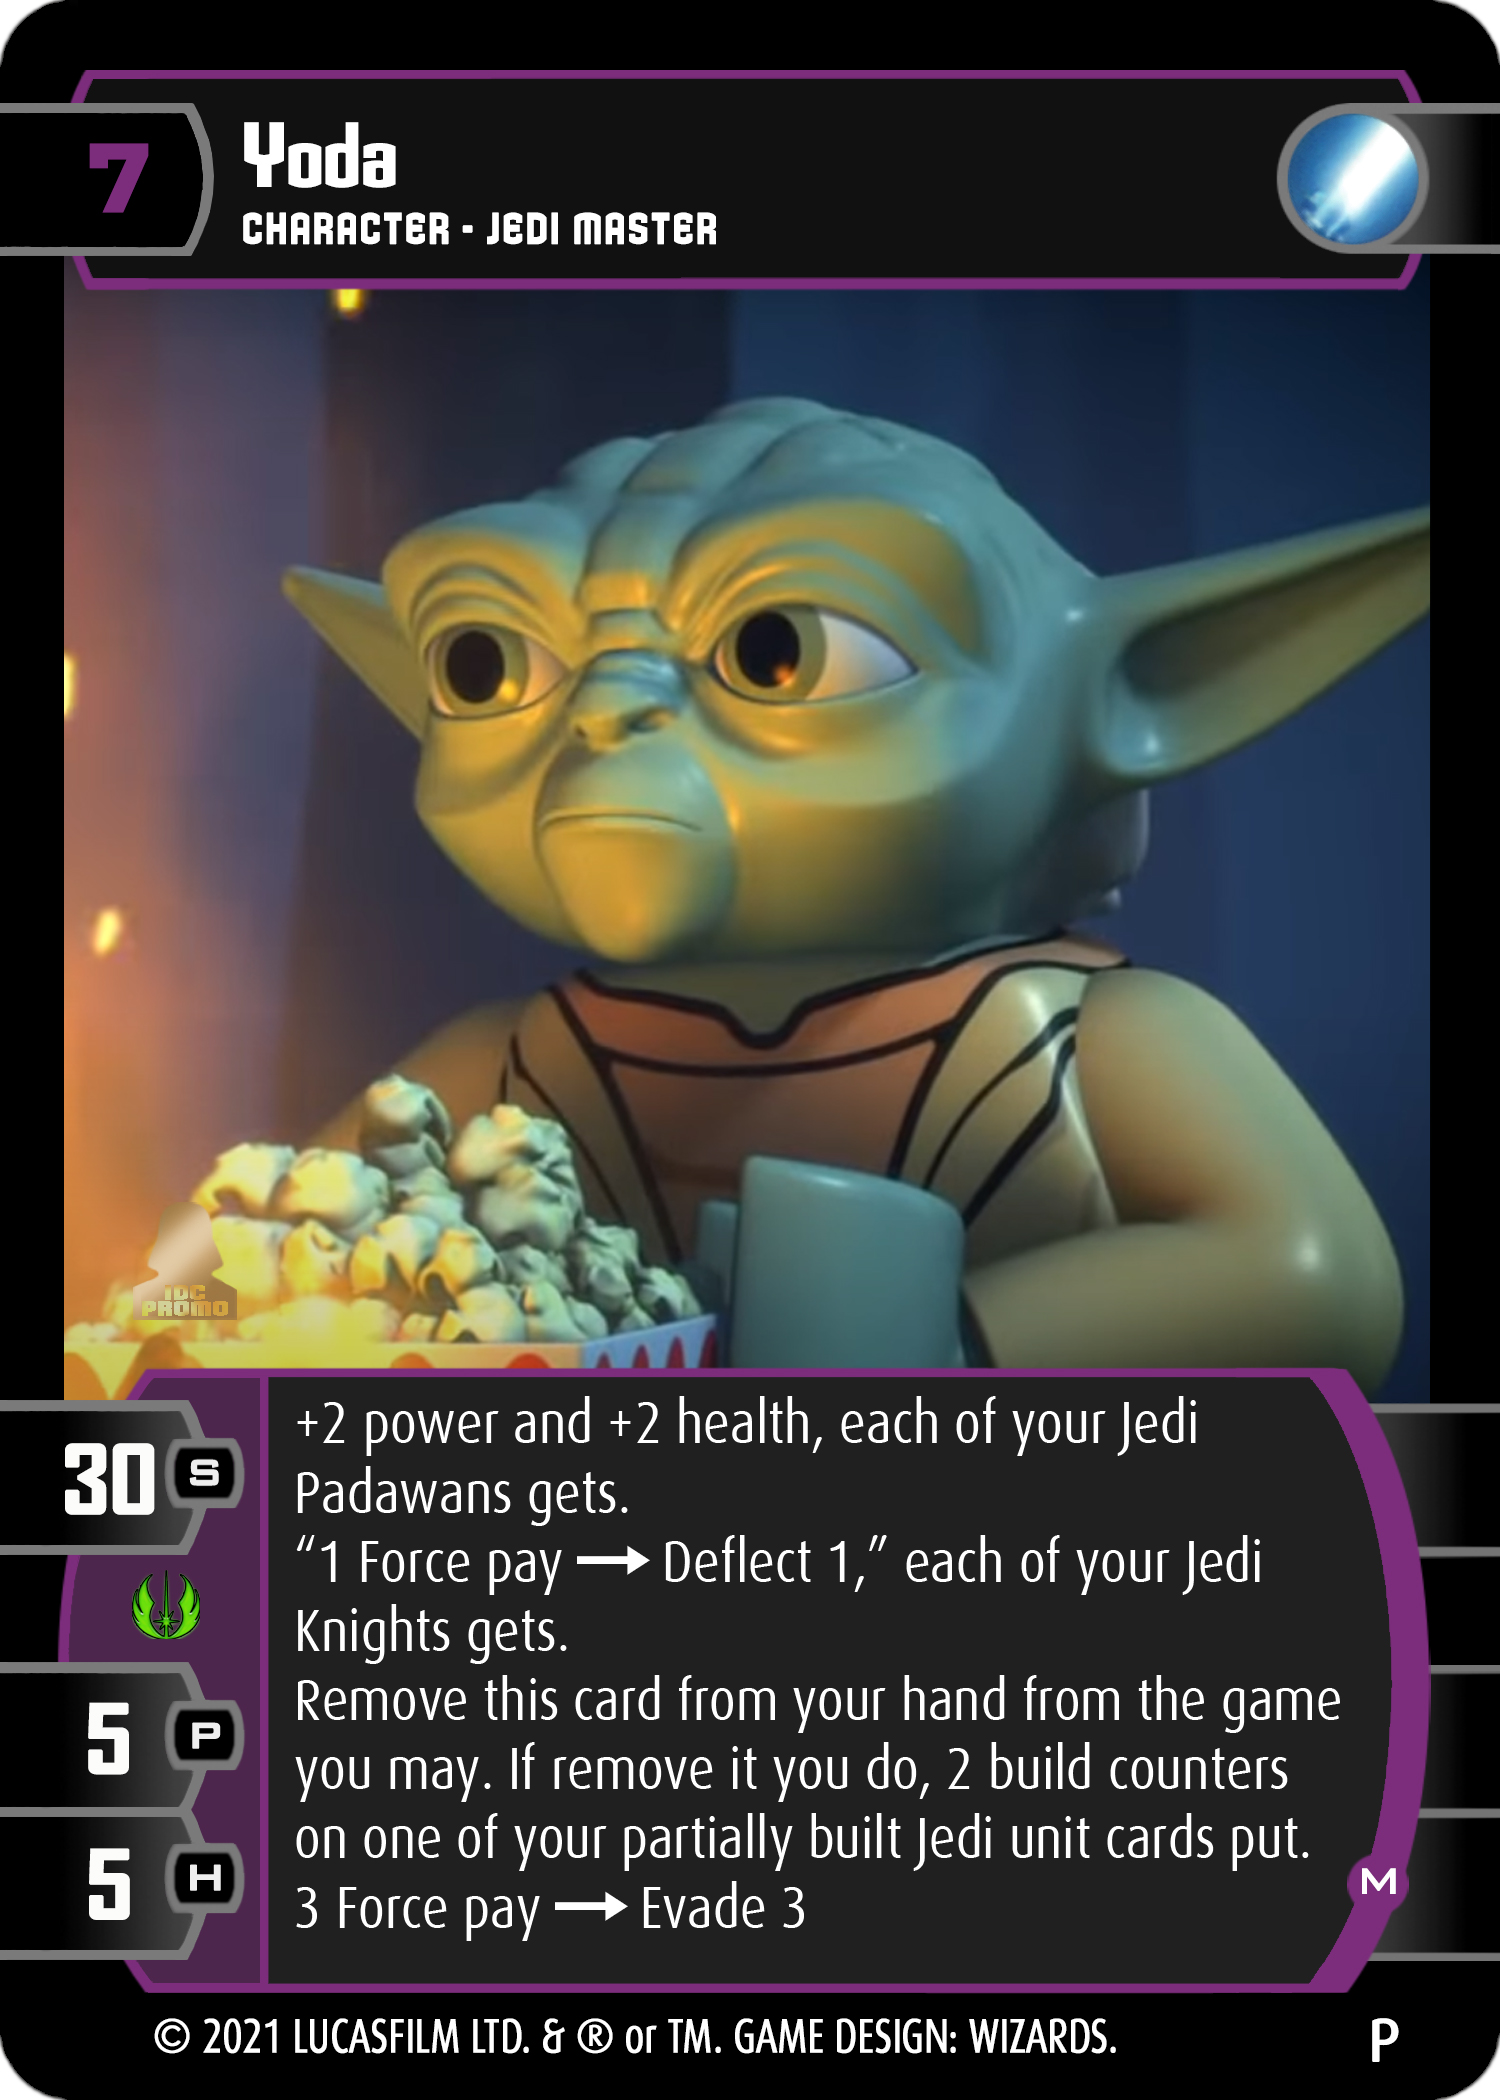 7
Yoda
CHARACTER - JEDI MASTER
IDC
PROMO
30 S
5 P
5 H
+2 power and +2 health, each of your Jedi
Padawans gets.
“1 Force pay ⟶ Deflect 1,” each of your Jedi
Knights gets.
Remove this card from your hand from the game
you may. If remove it you do, 2 build counters
on one of your partially built Jedi unit cards put.
3 Force pay ⟶ Evade 3
M
© 2021 LUCASFILM LTD. & ® or TM. GAME DESIGN: WIZARDS.
P